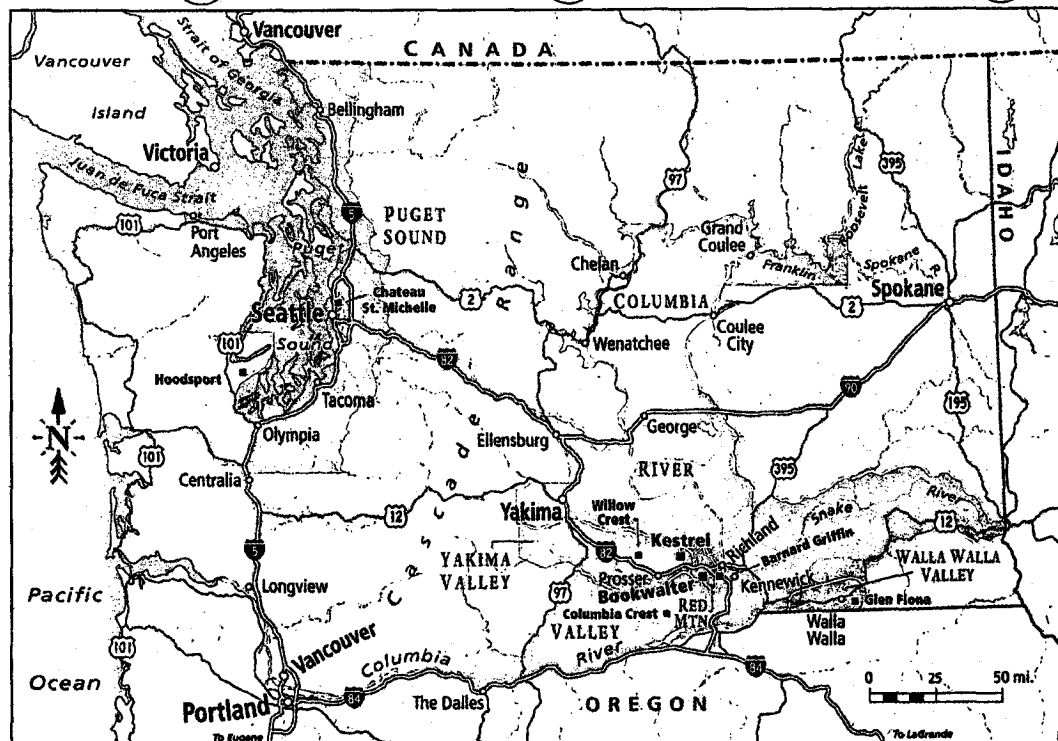 Vancouver
CANADA
Strait of Georgia
Vancouver
Island
Bellingham
Victoria
Juan de Fuca Strait
101
Port
Angeles
5
PUGET
SOUND
Puget
Sound
Range
97
Roosevelt Lake
395
IDAHO
Grand
Coulee
Franklin
Spokane
Chelan
2
COLUMBIA
2
Spokane
Chateau
St. Michelle
Seattle
Coulee
City
101
82
Wenatchee
Hoodsport
Tacoma
90
195
N
Olympia
Ellensburg
George
101
Cascade
RIVER
395
Centralia
12
Yakima
Willow
Crest
Snake
River
12
5
82
Kestrel
Richland
Barnard Griffin
YAKIMA
VALLEY
Prosser
WALLA WALLA
VALLEY
Longview
97
Bookwalter
Kennewick
Columbia Crest
RED
MTN
Glen Fiona
Pacific
VALLEY
Walla
Walla
101
Vancouver
Columbia
River
84
Ocean
0 25 50 mi.
Portland
84
The Dalles
OREGON
To Eugene
To LaGrande